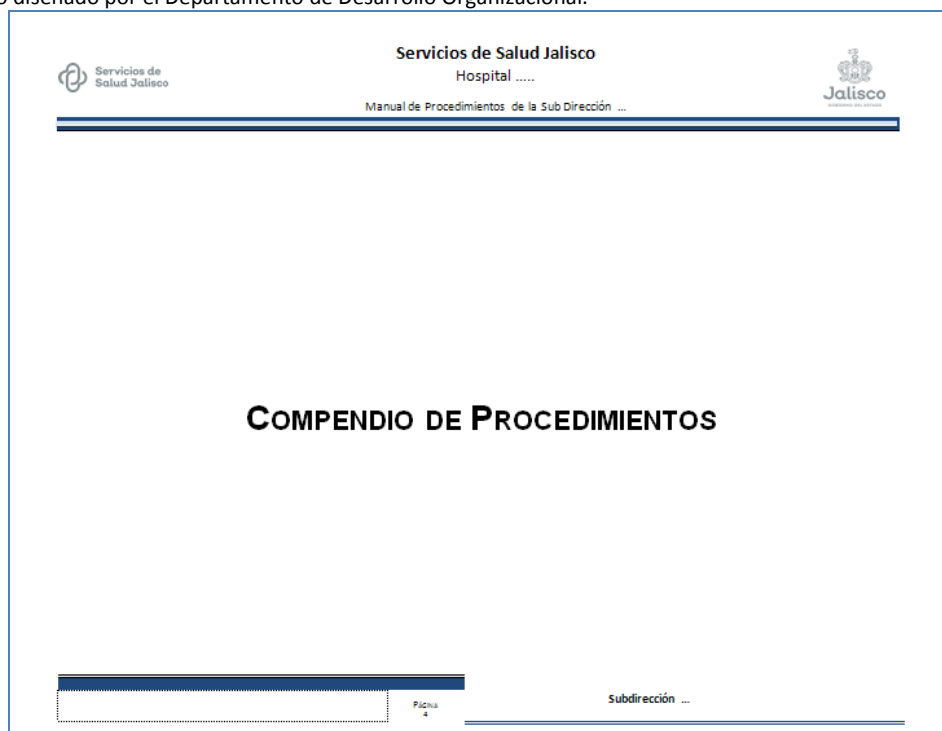 o diseñado por el Departamento de Desarrollo Organizacional.
Servicios de Salud Jalisco
Servicios de
Salud Jalisco
Hospital .....
Jalisco
Manual de Procedimientos de la Sub Dirección ...
COMPENDIO DE PROCEDIMIENTOS
Página
4
Subdirección ...